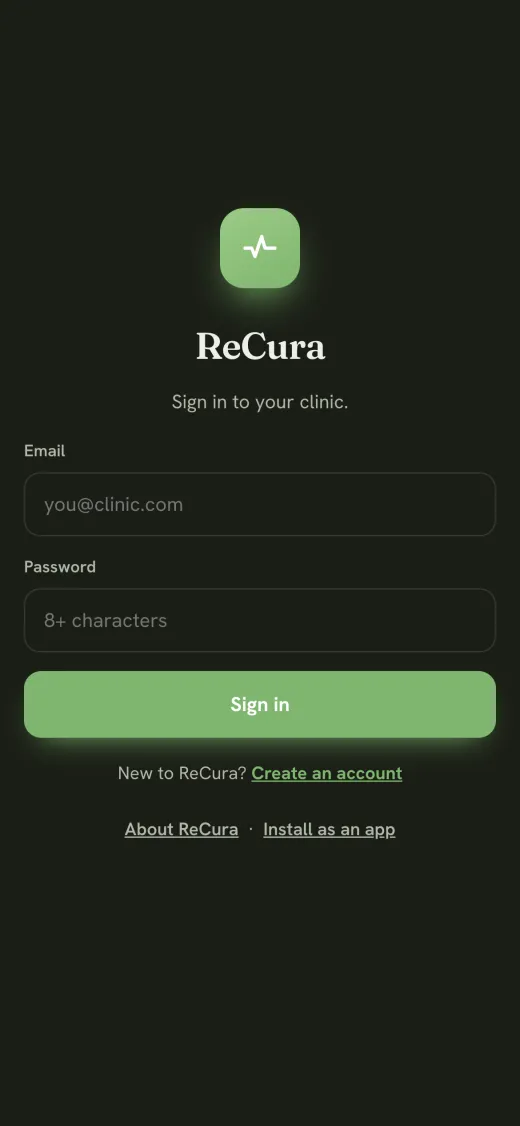 ReCura
Sign in to your clinic.
Email
you@clinic.com
Password
8+ characters
Sign in
New to ReCura? Create an account
About ReCura · Install as an app